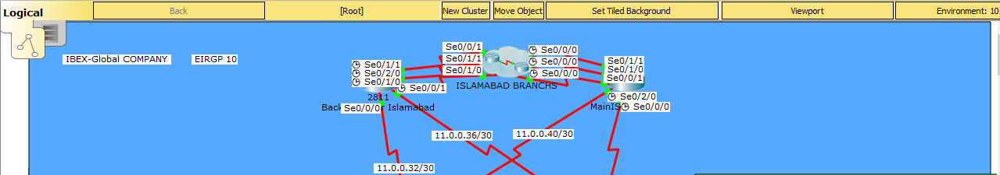 Logical
Back
[Root]
New Cluster
Move Object
Set Tiled Background
Viewport
Environment: 10
IBEX-Global COMPANY
EIRGP 10
Se0/0/1
Se0/1/1
Se0/1/0
Se0/0/0
Se0/0/0
Se0/0/0
ISLAMABAD BRANCHS
Se0/1/1
Se0/2/0
Se0/1/0
Se0/0/1
2811
Se0/0/0
Islamabad
Se0/1/1
Se0/1/0
Se0/0/1
Se0/2/0
Se0/0/0
11.0.0.36/30
11.0.0.40/30
11.0.0.32/30